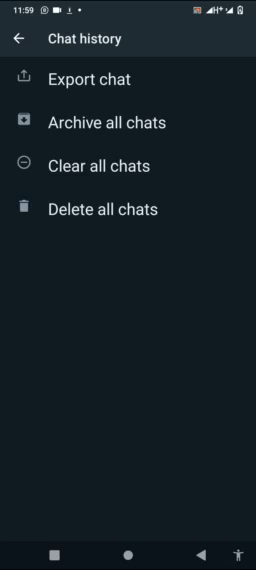 11:59
H+
Chat history
Export chat
Archive all chats
Clear all chats
Delete all chats